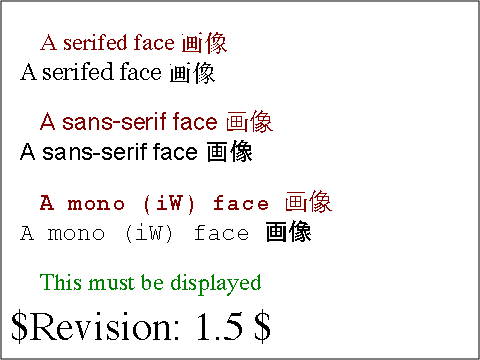 A serifed face 画像
A serifed face 画像
A sans-serif face 画像
A sans-serif face 画像
A mono (iW) face 画像
A mono (iW) face 画像
This must be displayed
$Revision: 1.5 $